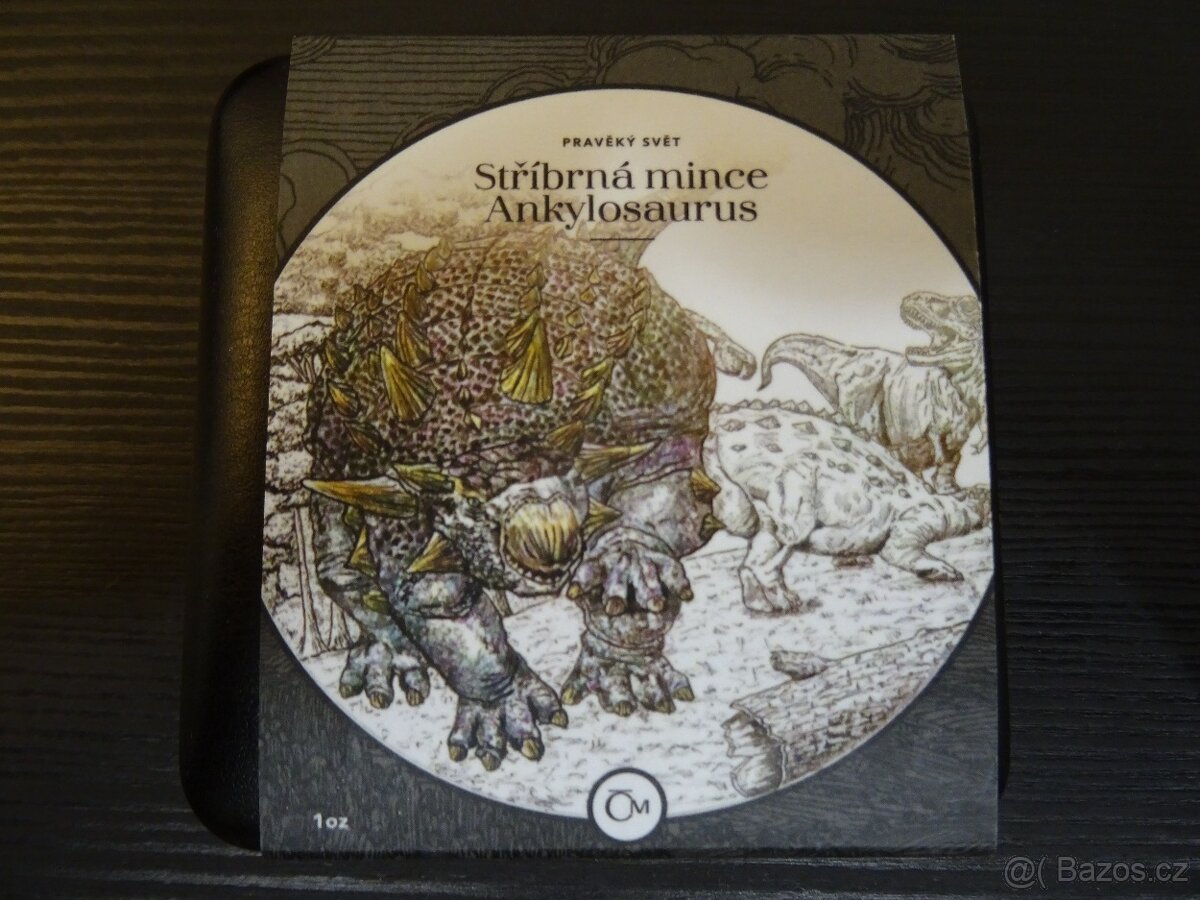 PRAVĚKÝ SVĚT
Stříbrná mince
Ankylosaurus
ČM
1oz
@( Bazos.cz